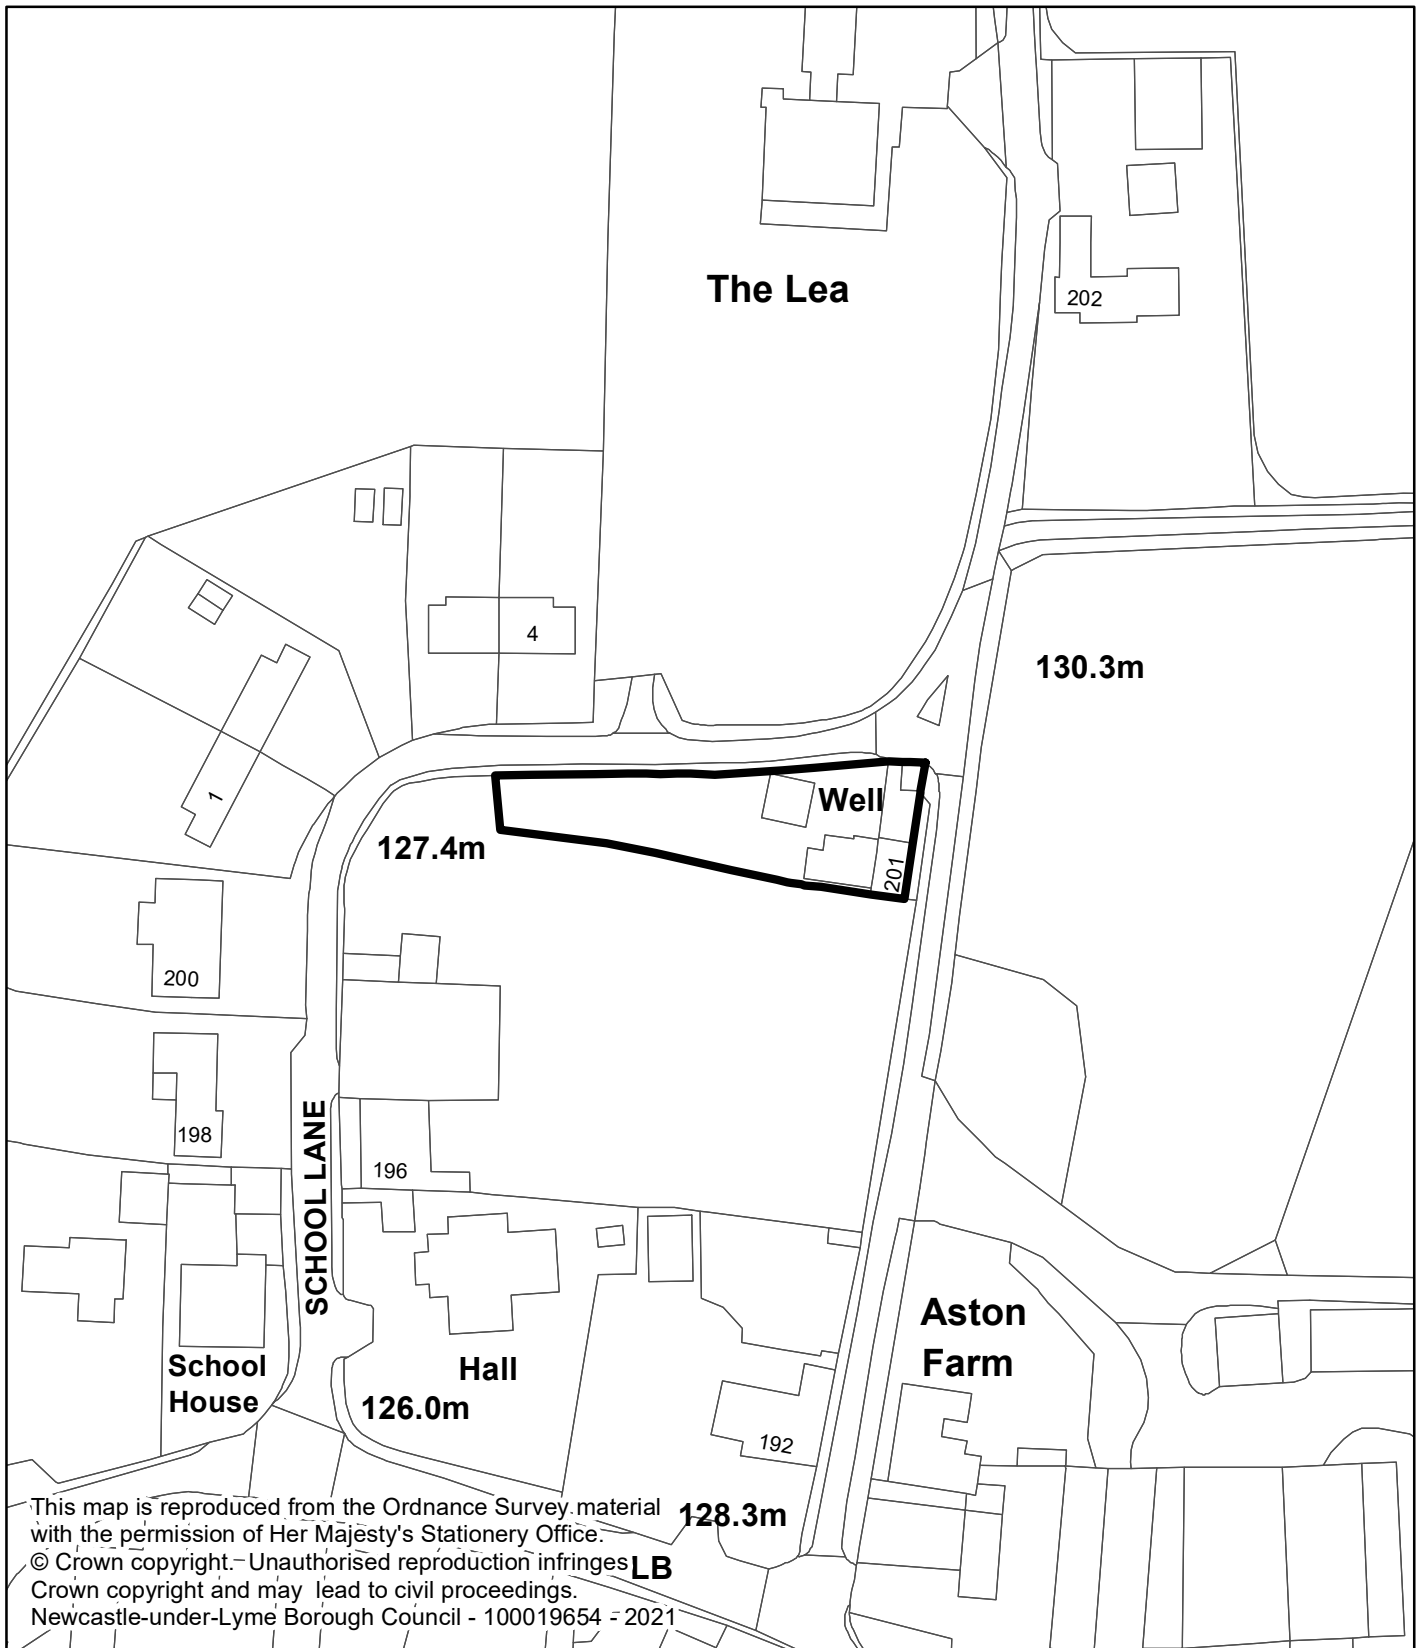 The Lea
202
4
130.3m
1
Well
127.4m
201
200
198
SCHOOL LANE
196
Aston
Farm
School
House
Hall
126.0m
192
This map is reproduced from the Ordnance Survey material
with the permission of Her Majesty's Stationery Office.
© Crown copyright. Unauthorised reproduction infringes
Crown copyright and may lead to civil proceedings.
Newcastle-under-Lyme Borough Council - 100019654 - 2021
128.3m
LB